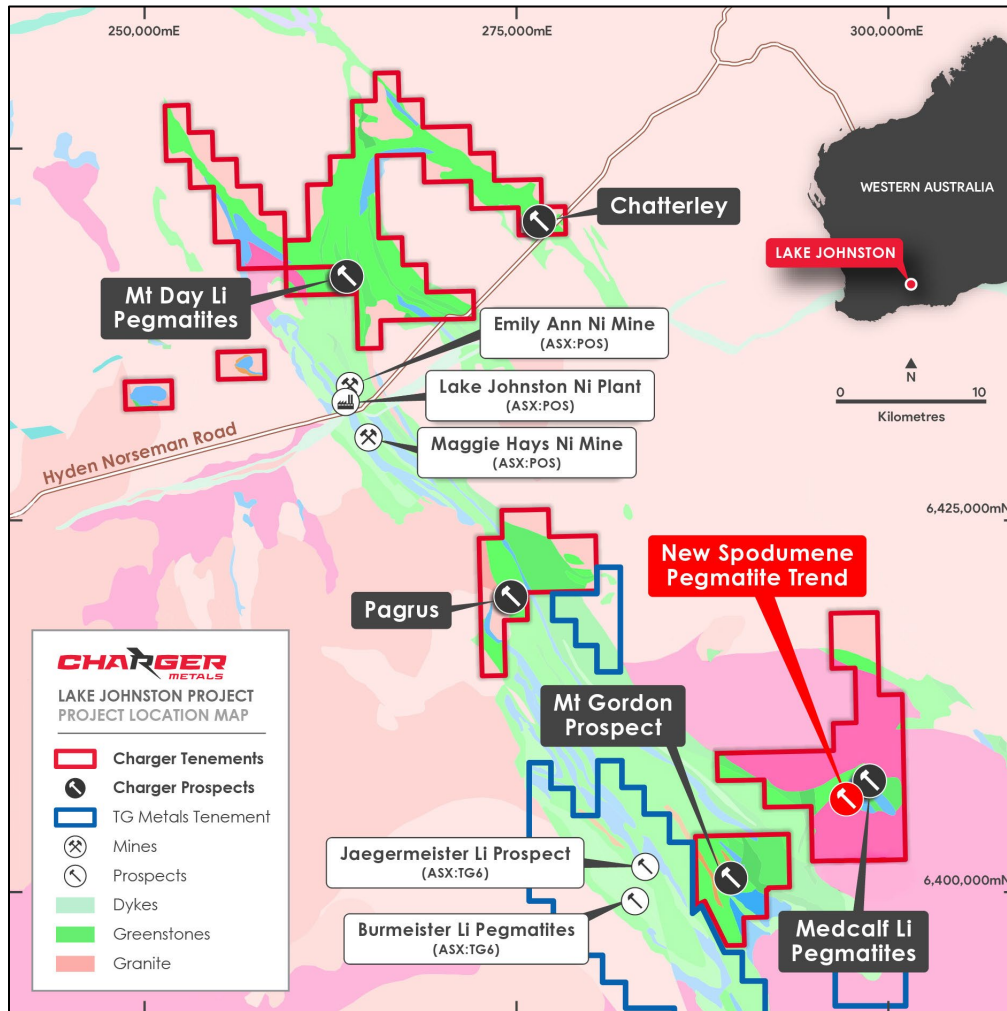 250,000mE
275,000mE
300,000mE
WESTERN AUSTRALIA
LAKE JOHNSTON
Chatterley
Mt Day Li
Pegmatites
Emily Ann Ni Mine
(ASX:POS)
Lake Johnston Ni Plant
(ASX:POS)
Maggie Hays Ni Mine
(ASX:POS)
N
0
10
Kilometres
Hyden Norseman Road
6,425,000mN
New Spodumene
Pegmatite Trend
Pagrus
Mt Gordon
Prospect
CHARGER
METALS
LAKE JOHNSTON PROJECT
PROJECT LOCATION MAP
Charger Tenements
Charger Prospects
TG Metals Tenement
Mines
Prospects
Dykes
Greenstones
Granite
Jaegermeister Li Prospect
(ASX:TG6)
Burmeister Li Pegmatites
(ASX:TG6)
6,400,000mN
Medcalf Li
Pegmatites